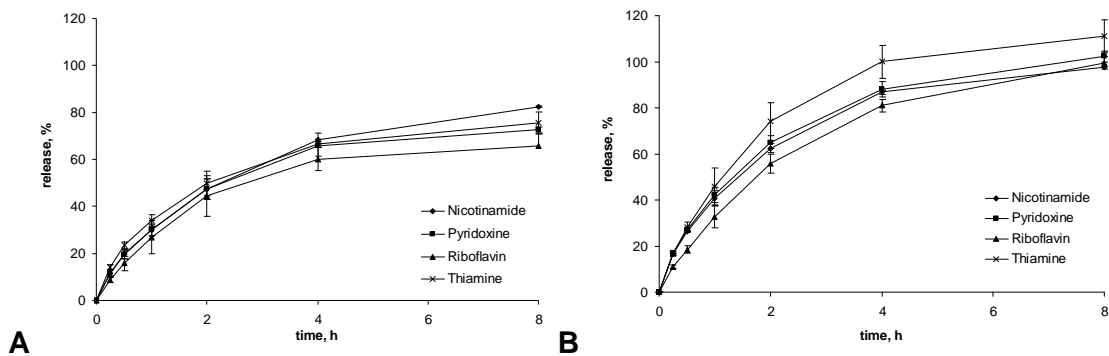 120
100
80
60
40
20
0
release, %
0
2
4
6
8
time, h
Nicotinamide
Pyridoxine
Riboflavin
Thiamine
A
120
100
80
60
40
20
0
release, %
0
2
4
6
8
time, h
Nicotinamide
Pyridoxine
Riboflavin
Thiamine
B